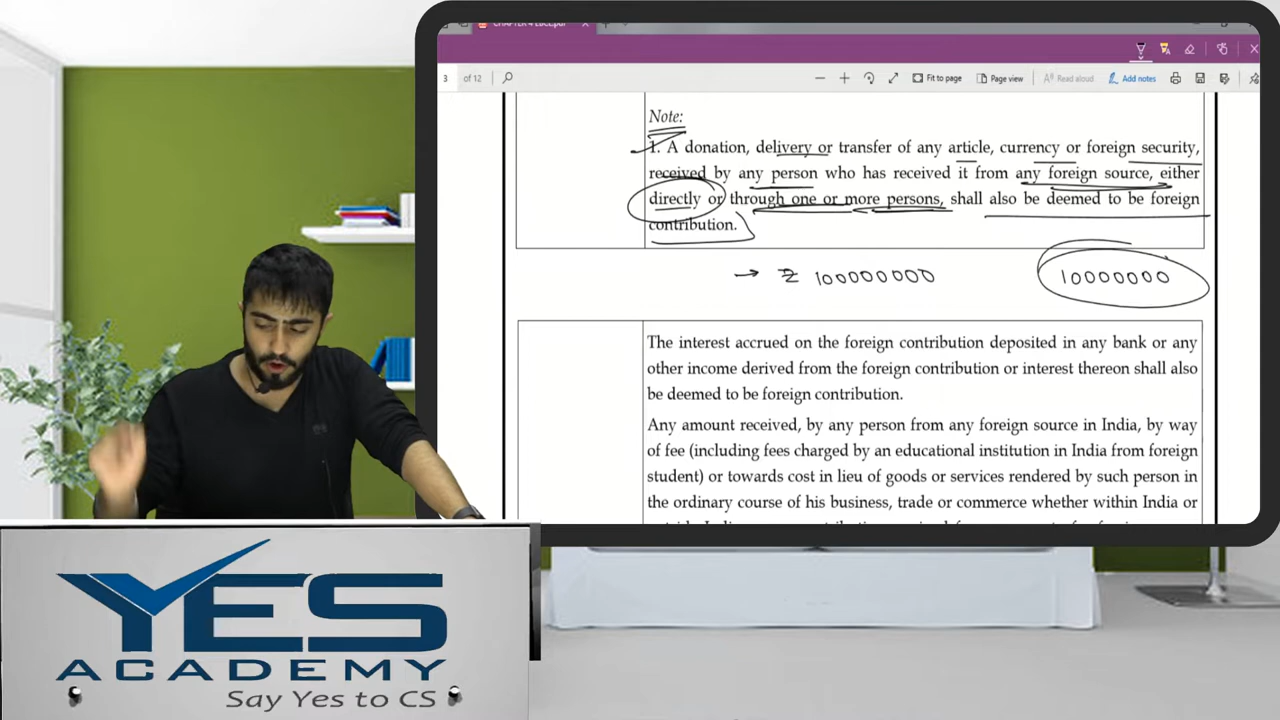 CHAPTER 4 EBCL.pdf
3 of 12
Fit to page
Page view
Read aloud
Add notes
Note:
1. A donation, delivery or transfer of any article, currency or foreign security,
received by any person who has received it from any foreign source, either
directly or through one or more persons, shall also be deemed to be foreign
contribution.
100000000
10000000
The interest accrued on the foreign contribution deposited in any bank or any
other income derived from the foreign contribution or interest thereon shall also
be deemed to be foreign contribution.
Any amount received, by any person from any foreign source in India, by way
of fee (including fees charged by an educational institution in India from foreign
student) or towards cost in lieu of goods or services rendered by such person in
the ordinary course of his business, trade or commerce whether within India or
YES
ACADEMY
Say Yes to CS